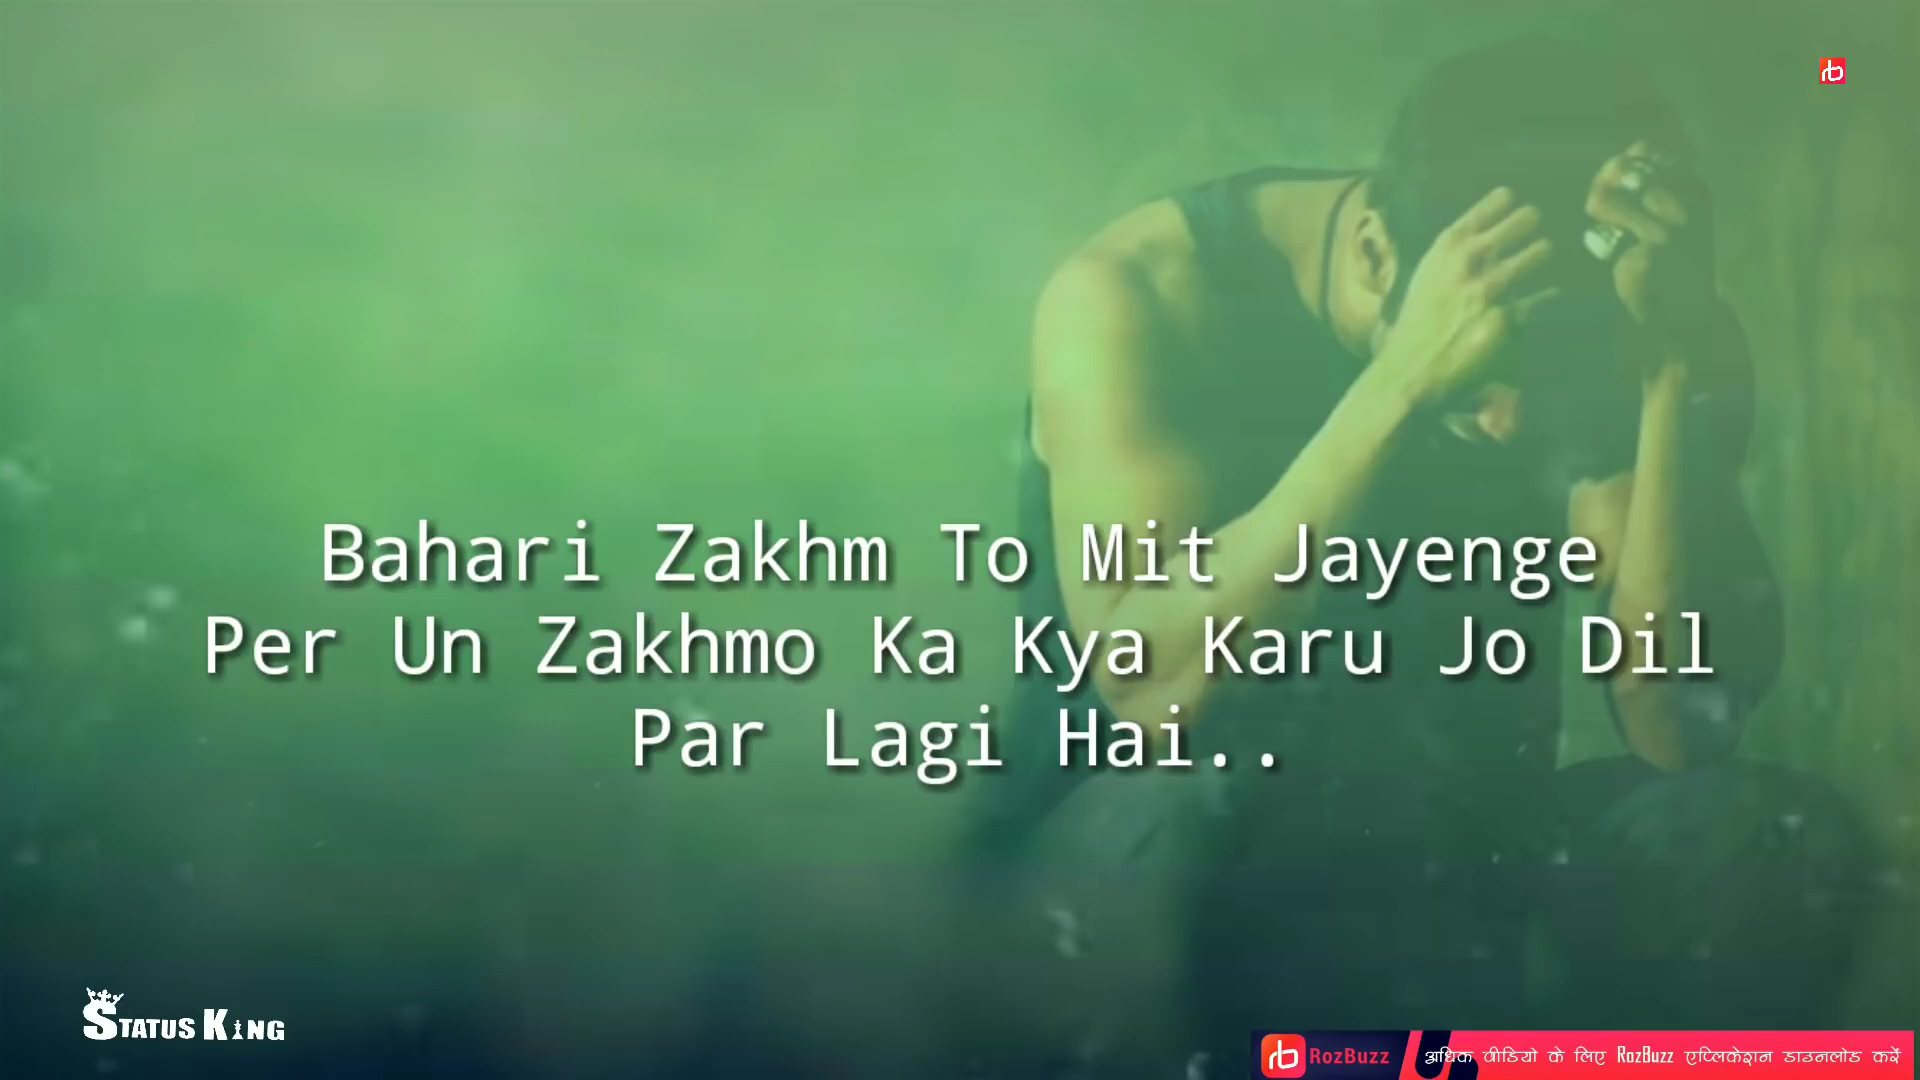 Bahari Zakhm To Mit Jayenge
Per Un Zakhmo Ka Kya Karu Jo Dil
Par Lagi Hai..
STATUS KING
RozBuzz
अधिक वीडियो के लिए RozBuzz एप्लिकेशन डाउनलोड करें